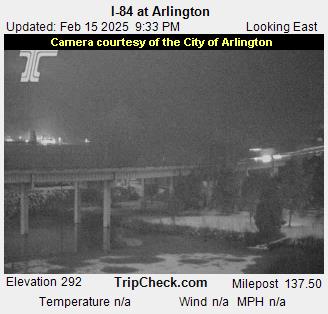 I-84 at Arlington
Updated: Feb 15 2025 9:33 PM Looking East
Camera courtesy of the City of Arlington
Elevation 292 TripCheck.com Milepost 137.50
Temperature n/a Wind n/a MPH n/a